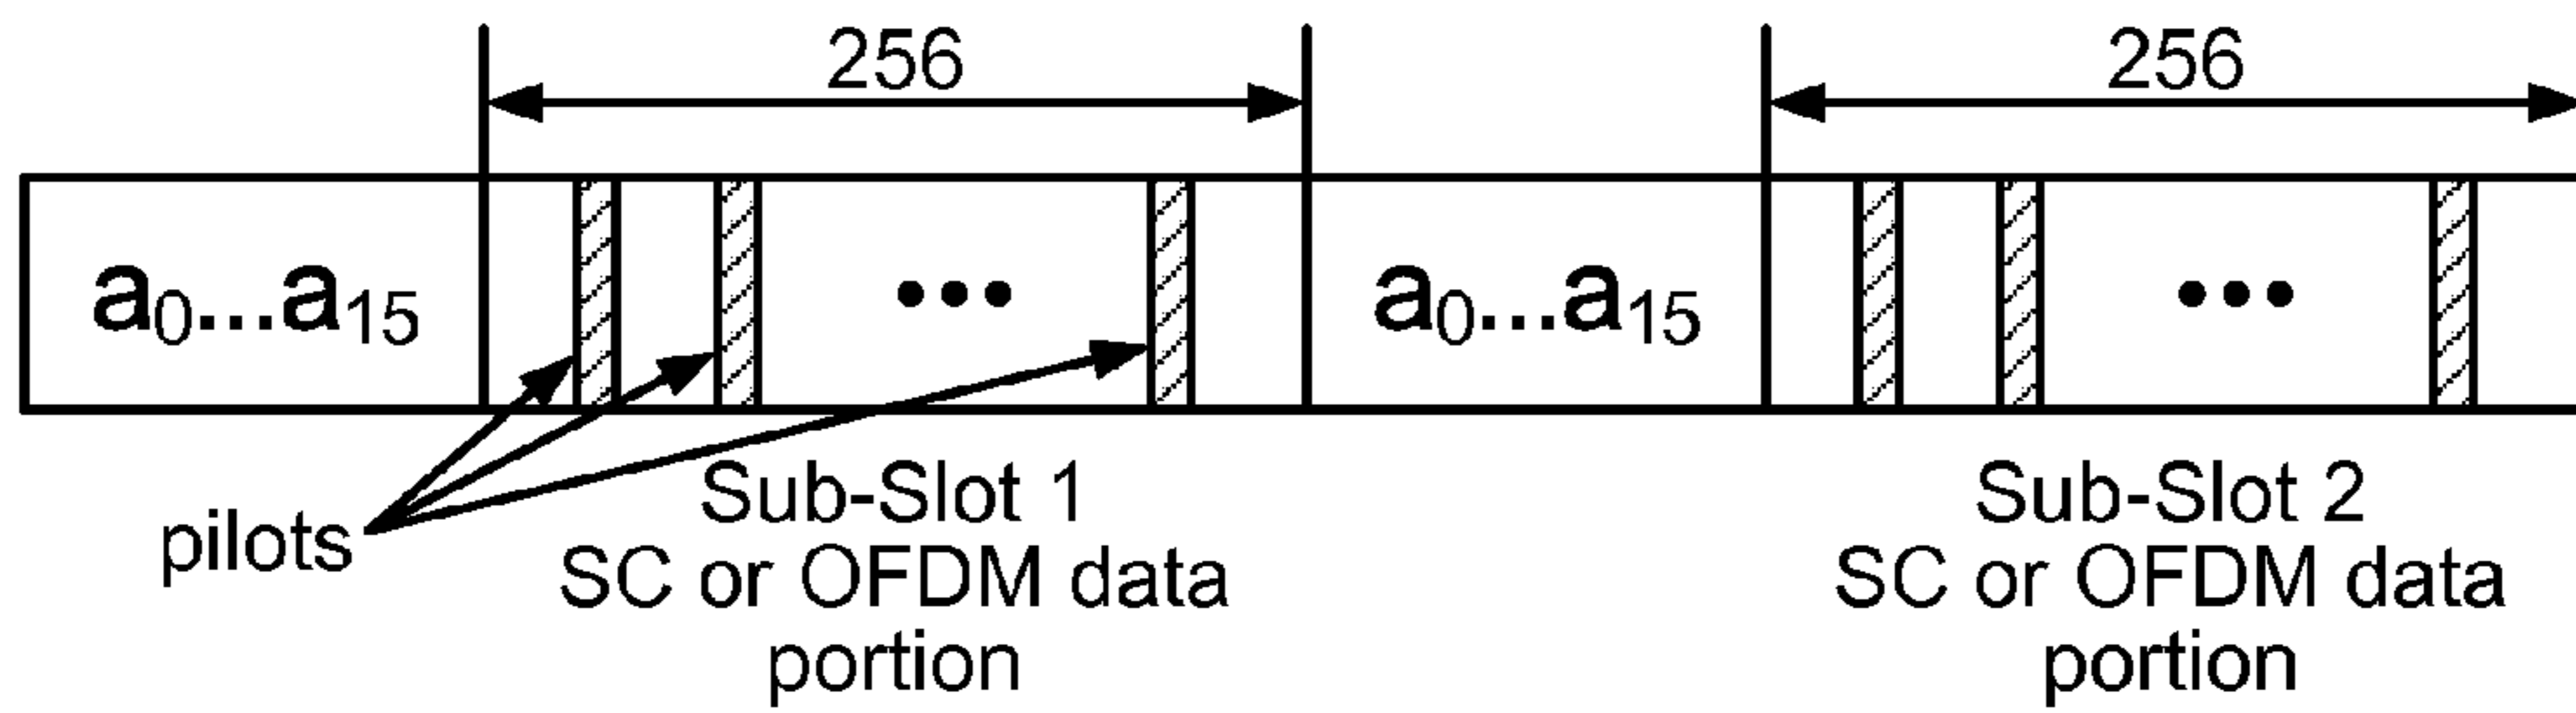 256 256
a0...a15 ••• a0...a15 •••
pilots
Sub-Slot 1
SC or OFDM data
portion
Sub-Slot 2
SC or OFDM data
portion